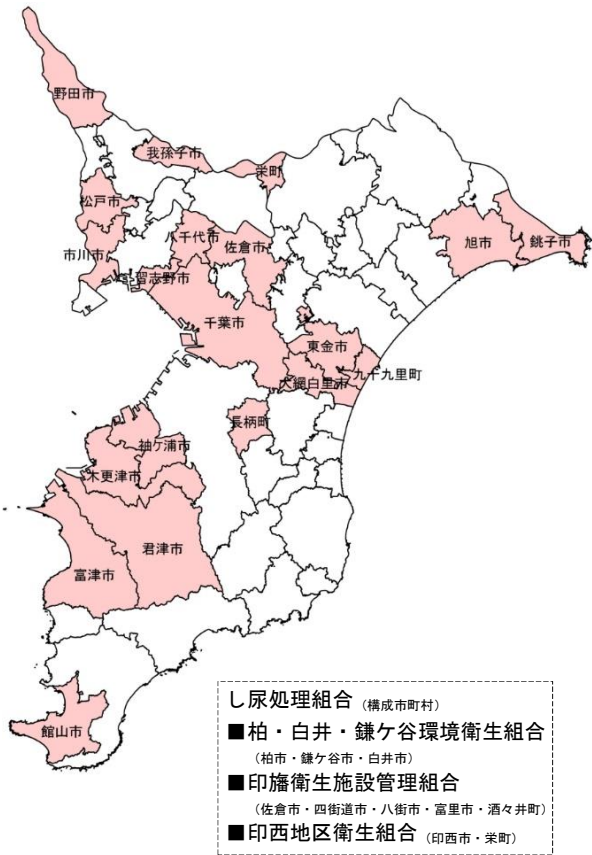 野田市
我孫子市
栄町
松戸市
八千代市
佐倉市
市川市
習志野市
旭市
銚子市
千葉市
東金市
九十九里町
大網白里市
長柄町
袖ケ浦市
木更津市
君津市
富津市
館山市
し尿処理組合（構成市町村）
■柏・白井・鎌ケ谷環境衛生組合
（柏市・鎌ケ谷市・白井市）
■印旛衛生施設管理組合
（佐倉市・四街道市・八街市・富里市・酒々井町）
■印西地区衛生組合（印西市・栄町）